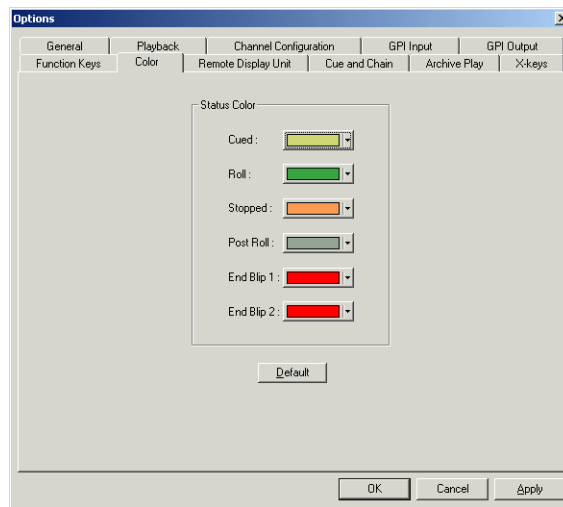 Options
General Playback Channel Configuration GPI Input GPI Output
Function Keys Color Remote Display Unit Cue and Chain Archive Play X-keys
Status Color
Cued :
Roll :
Stopped :
Post Roll :
End Blip 1 :
End Blip 2 :
Default
OK Cancel Apply